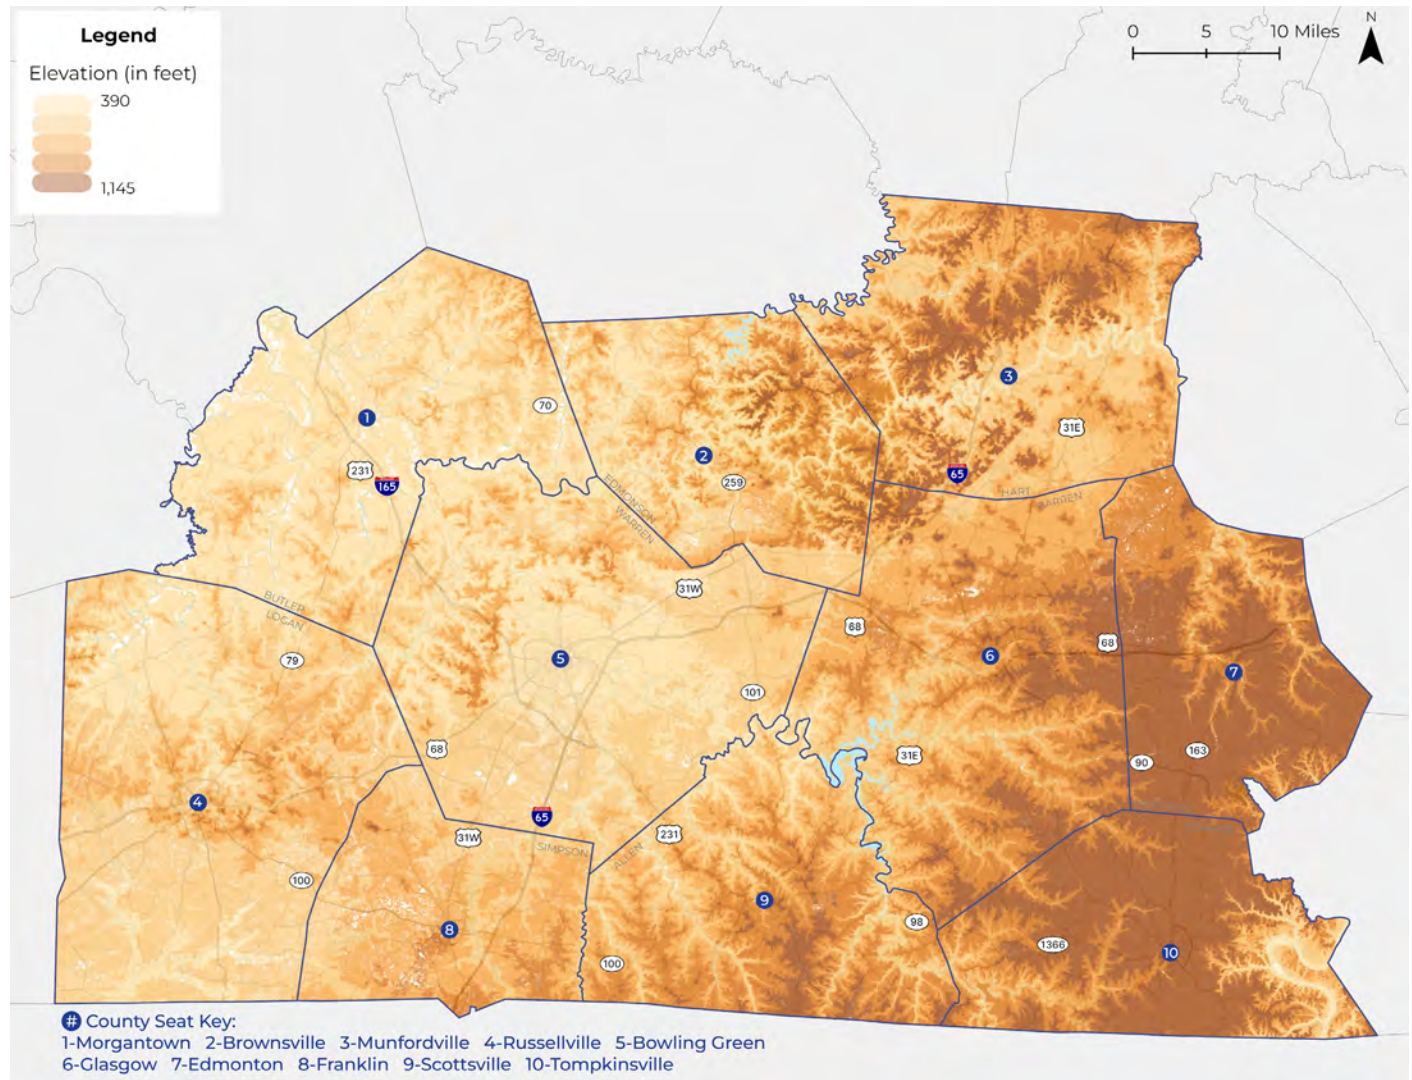 Legend
Elevation (in feet)
390
1,145
0 5 10 Miles
N
3
1
70
31E
2
231
165
65
259
EDMONSON
WARREN
HART
BARREN
31W
BUTLER
LOGAN
68
79
5
6
68
7
101
68
31E
163
90
4
65
31W
231
SIMPSON
ALLEN
100
9
8
98
1366
10
100
# County Seat Key:
1-Morgantown 2-Brownsville 3-Munfordville 4-Russellville 5-Bowling Green
6-Glasgow 7-Edmonton 8-Franklin 9-Scottsville 10-Tompkinsville